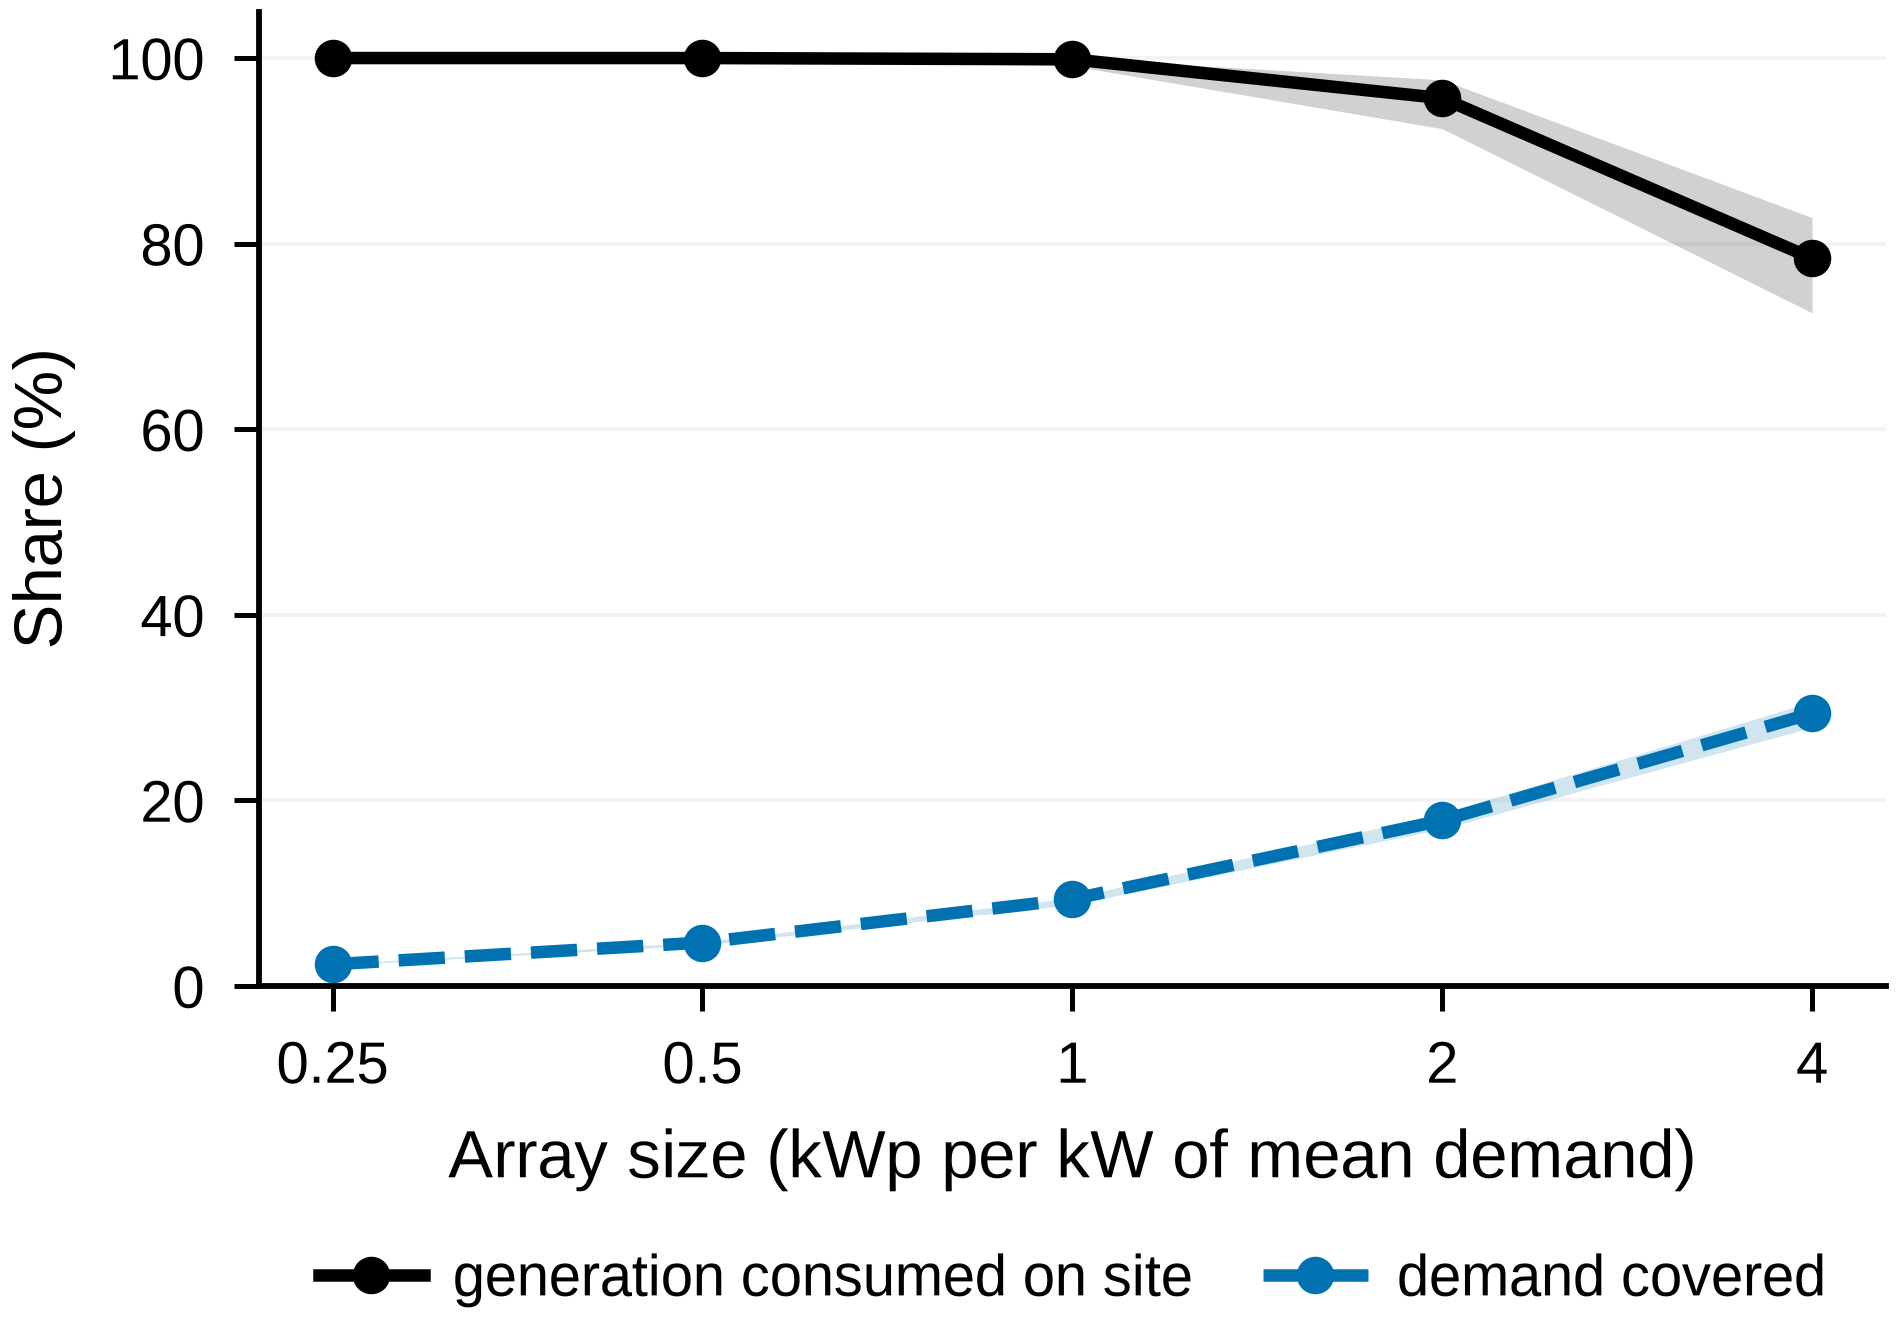 100
80
60
40
20
0
Share (%)
0.25 0.5 1 2 4
Array size (kWp per kW of mean demand)
generation consumed on site demand covered